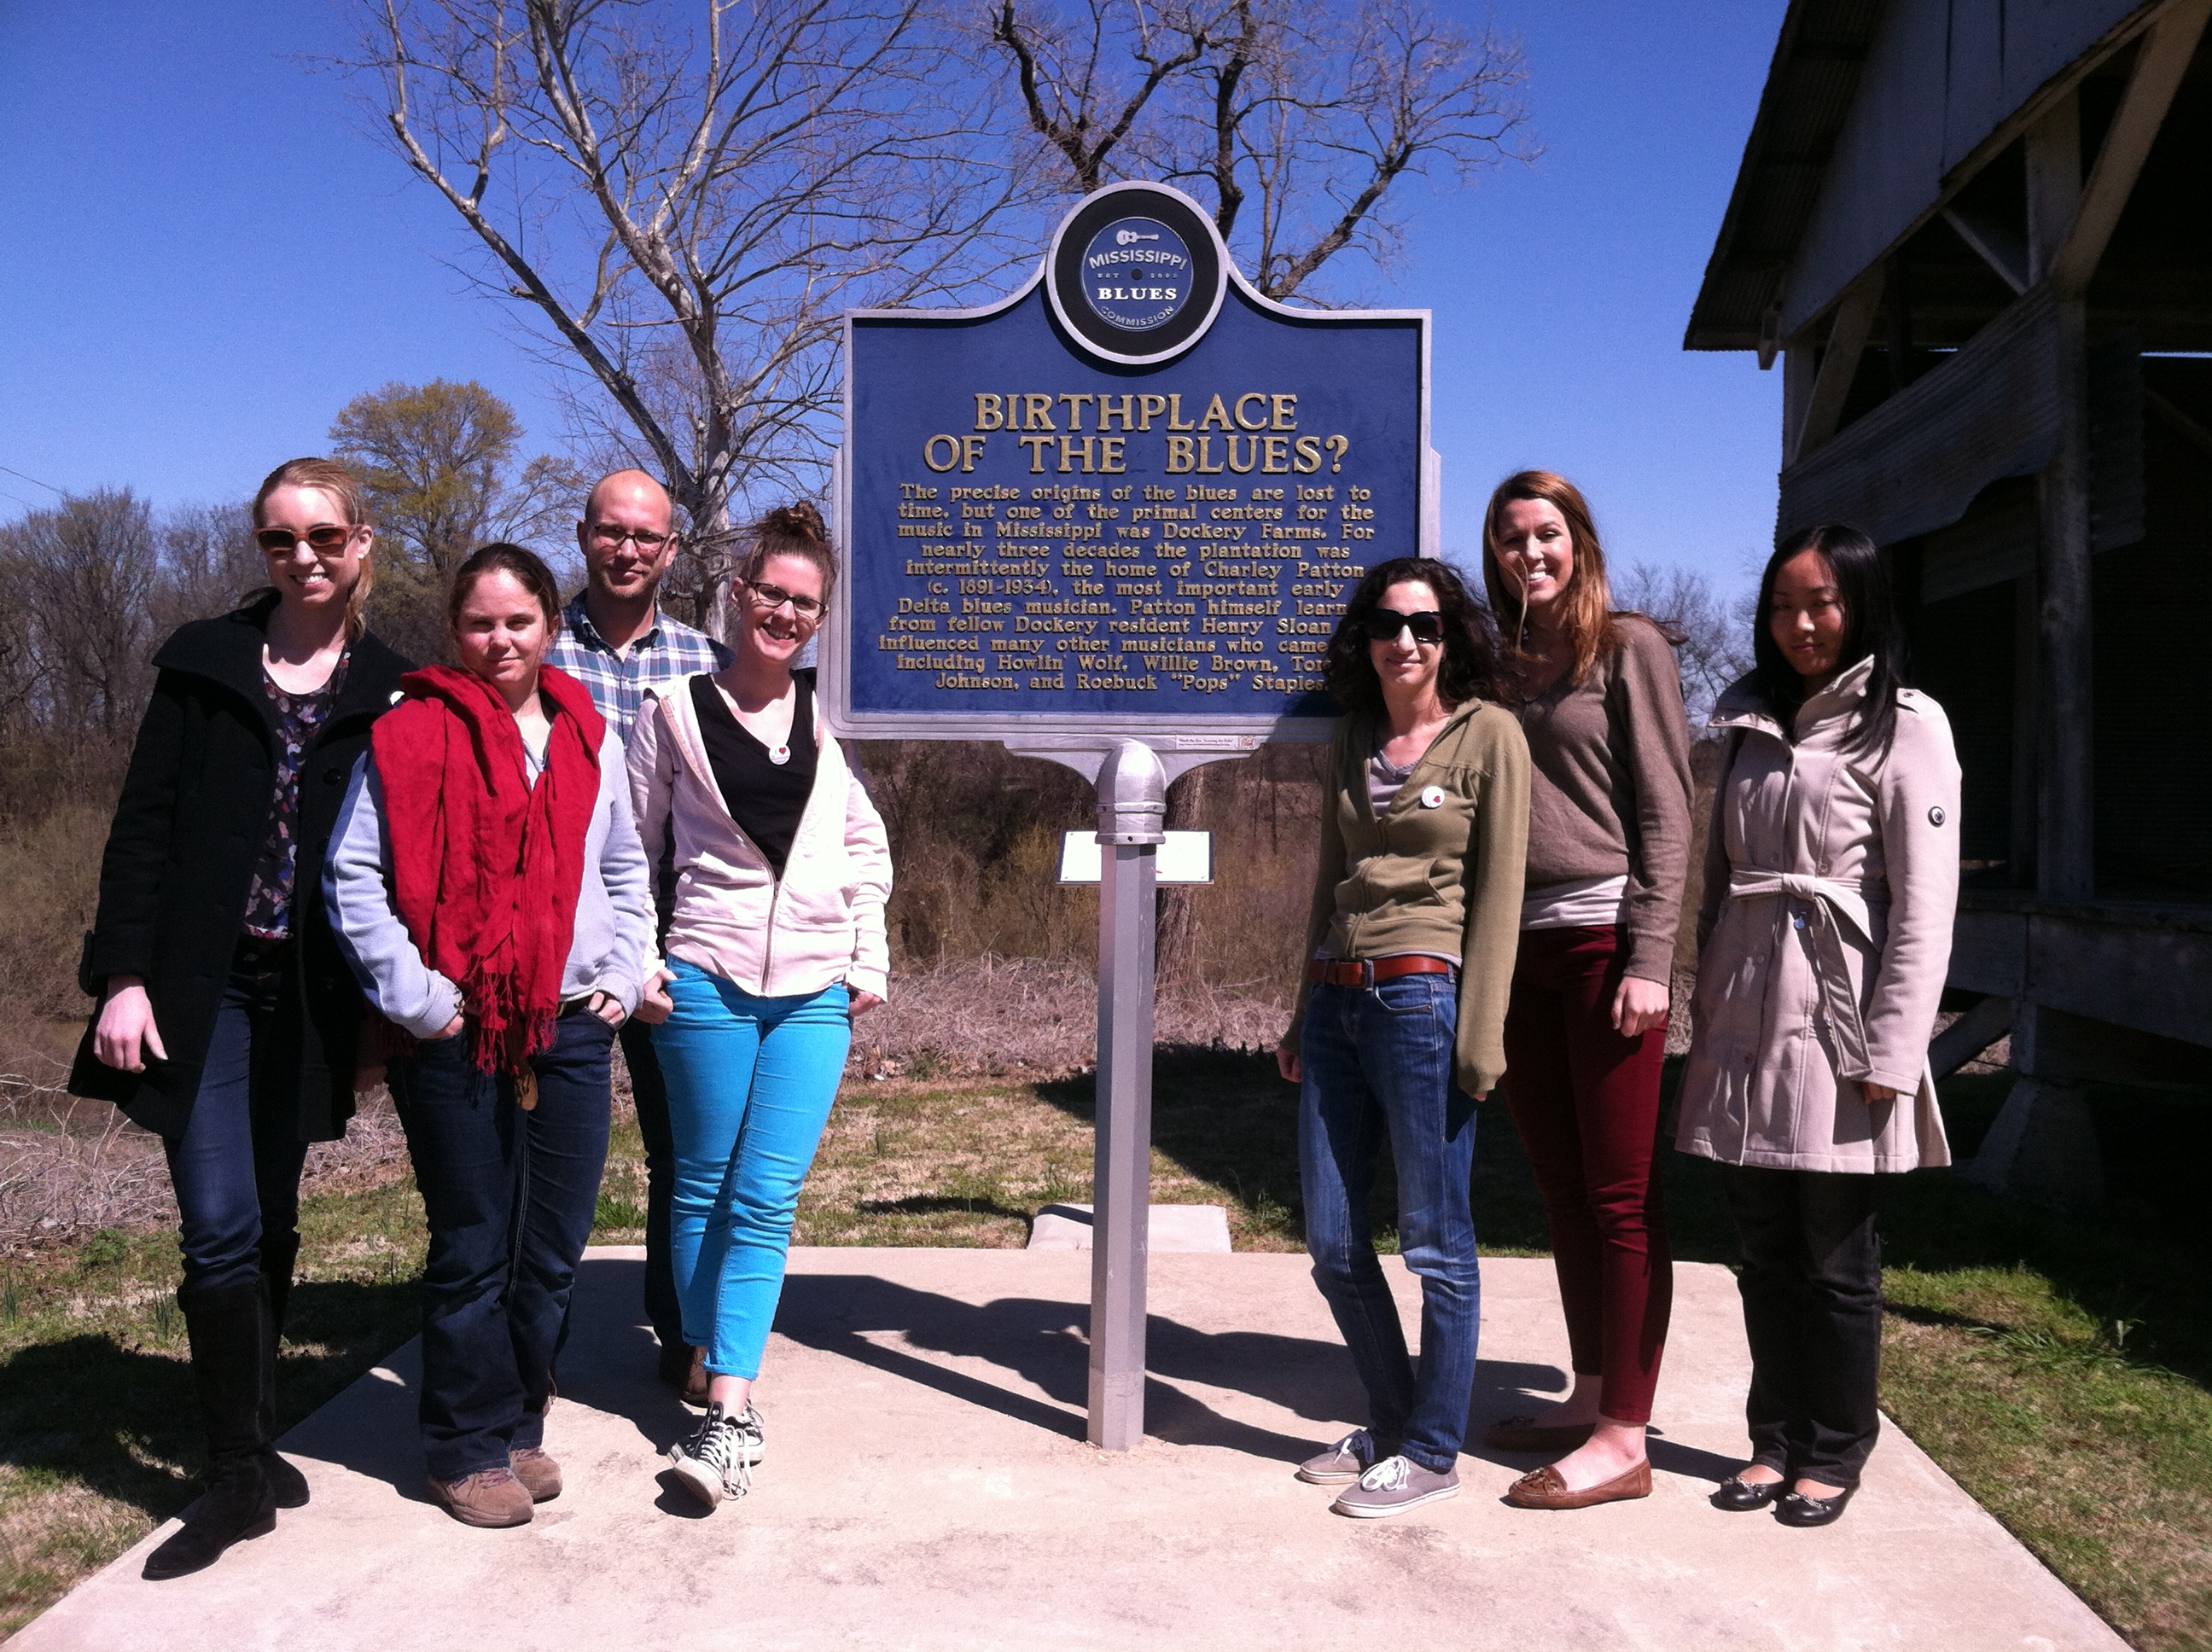 MISSISSIPPI
EST
BLUES
COMMISSION
BIRTHPLACE
OF THE BLUES?
The precise origins of the blues are lost to
time, but one of the primal centers for the
music in Mississippi was Dockery Farms. For
nearly three decades the plantation was
intermittently the home of Charley Patton
(c. 1891-1934), the most important early
Delta blues musician. Patton himself learn
from fellow Dockery resident Henry Sloan
influenced many other musicians who came
including Howlin' Wolf, Willie Brown, Tom
Johnson, and Roebuck "Pops" Staples.